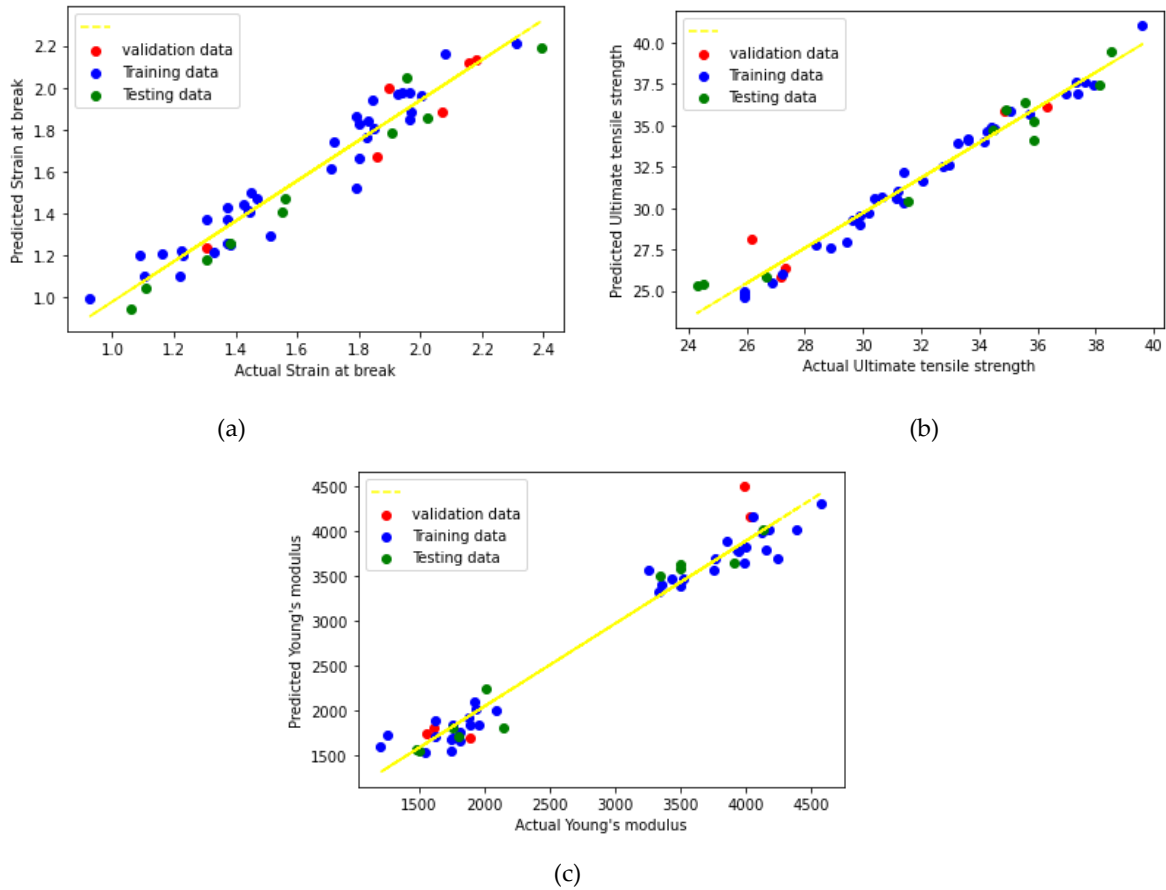 validation data
Training data
Testing data
Predicted Strain at break
2.2
2.0
1.8
1.6
1.4
1.2
1.0
1.0 1.2 1.4 1.6 1.8 2.0 2.2 2.4
Actual Strain at break
(a)
validation data
Training data
Testing data
Predicted Ultimate tensile strength
40.0
37.5
35.0
32.5
30.0
27.5
25.0
24 26 28 30 32 34 36 38 40
Actual Ultimate tensile strength
(b)
validation data
Training data
Testing data
Predicted Young's modulus
4500
4000
3500
3000
2500
2000
1500
1500 2000 2500 3000 3500 4000 4500
Actual Young's modulus
(c)